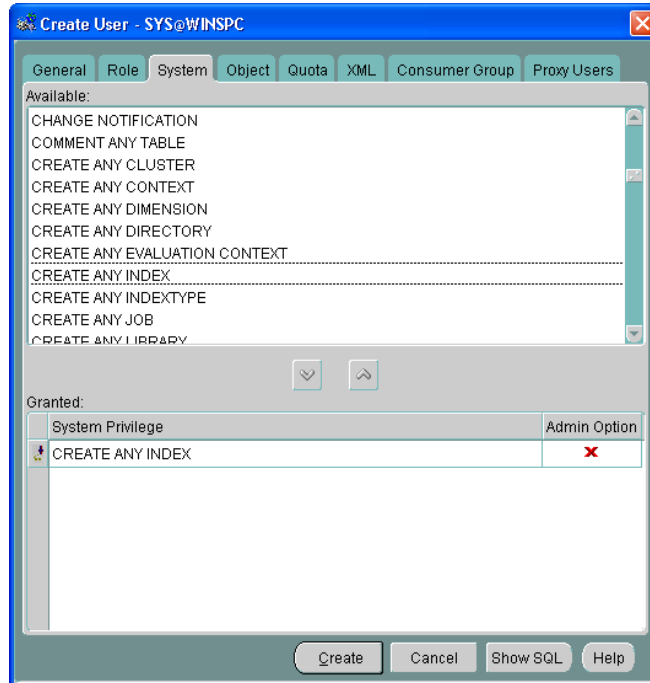 Create User - SYS@WINSPC
General Role System Object Quota XML Consumer Group Proxy Users
Available:
CHANGE NOTIFICATION
COMMENT ANY TABLE
CREATE ANY CLUSTER
CREATE ANY CONTEXT
CREATE ANY DIMENSION
CREATE ANY DIRECTORY
CREATE ANY EVALUATION CONTEXT
CREATE ANY INDEX
CREATE ANY INDEXTYPE
CREATE ANY JOB
CREATE ANY LIBRARY
Granted:
System Privilege Admin Option
CREATE ANY INDEX
Create Cancel Show SQL Help